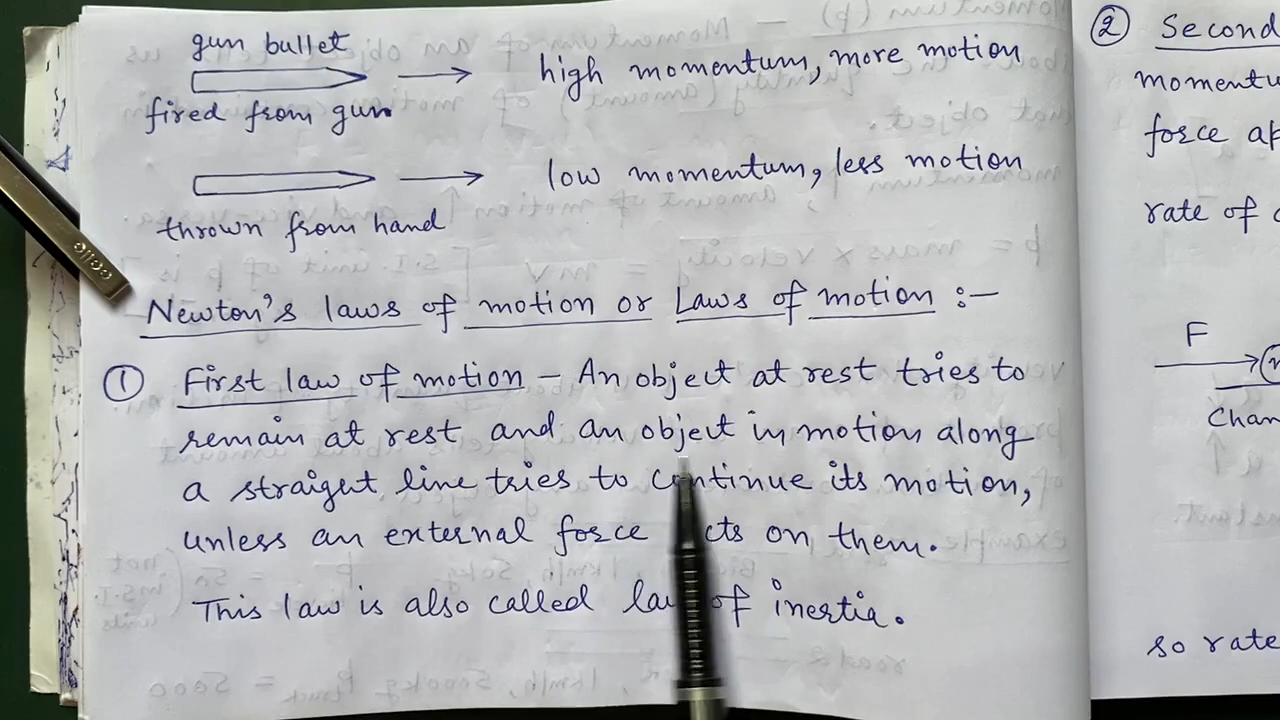 gun bullet
high momentum, more motion
fired from gun
low momentum, less motion
thrown from hand
Newton's laws of motion or Laws of motion :-
① First law of motion - An object at rest tries to
remain at rest and an object in motion along
a straight line tries to continue its motion,
unless an external force acts on them.
This law is also called law of inertia.
② Second
momentu
force ap
rate of c
F
Chan
so rate
cello